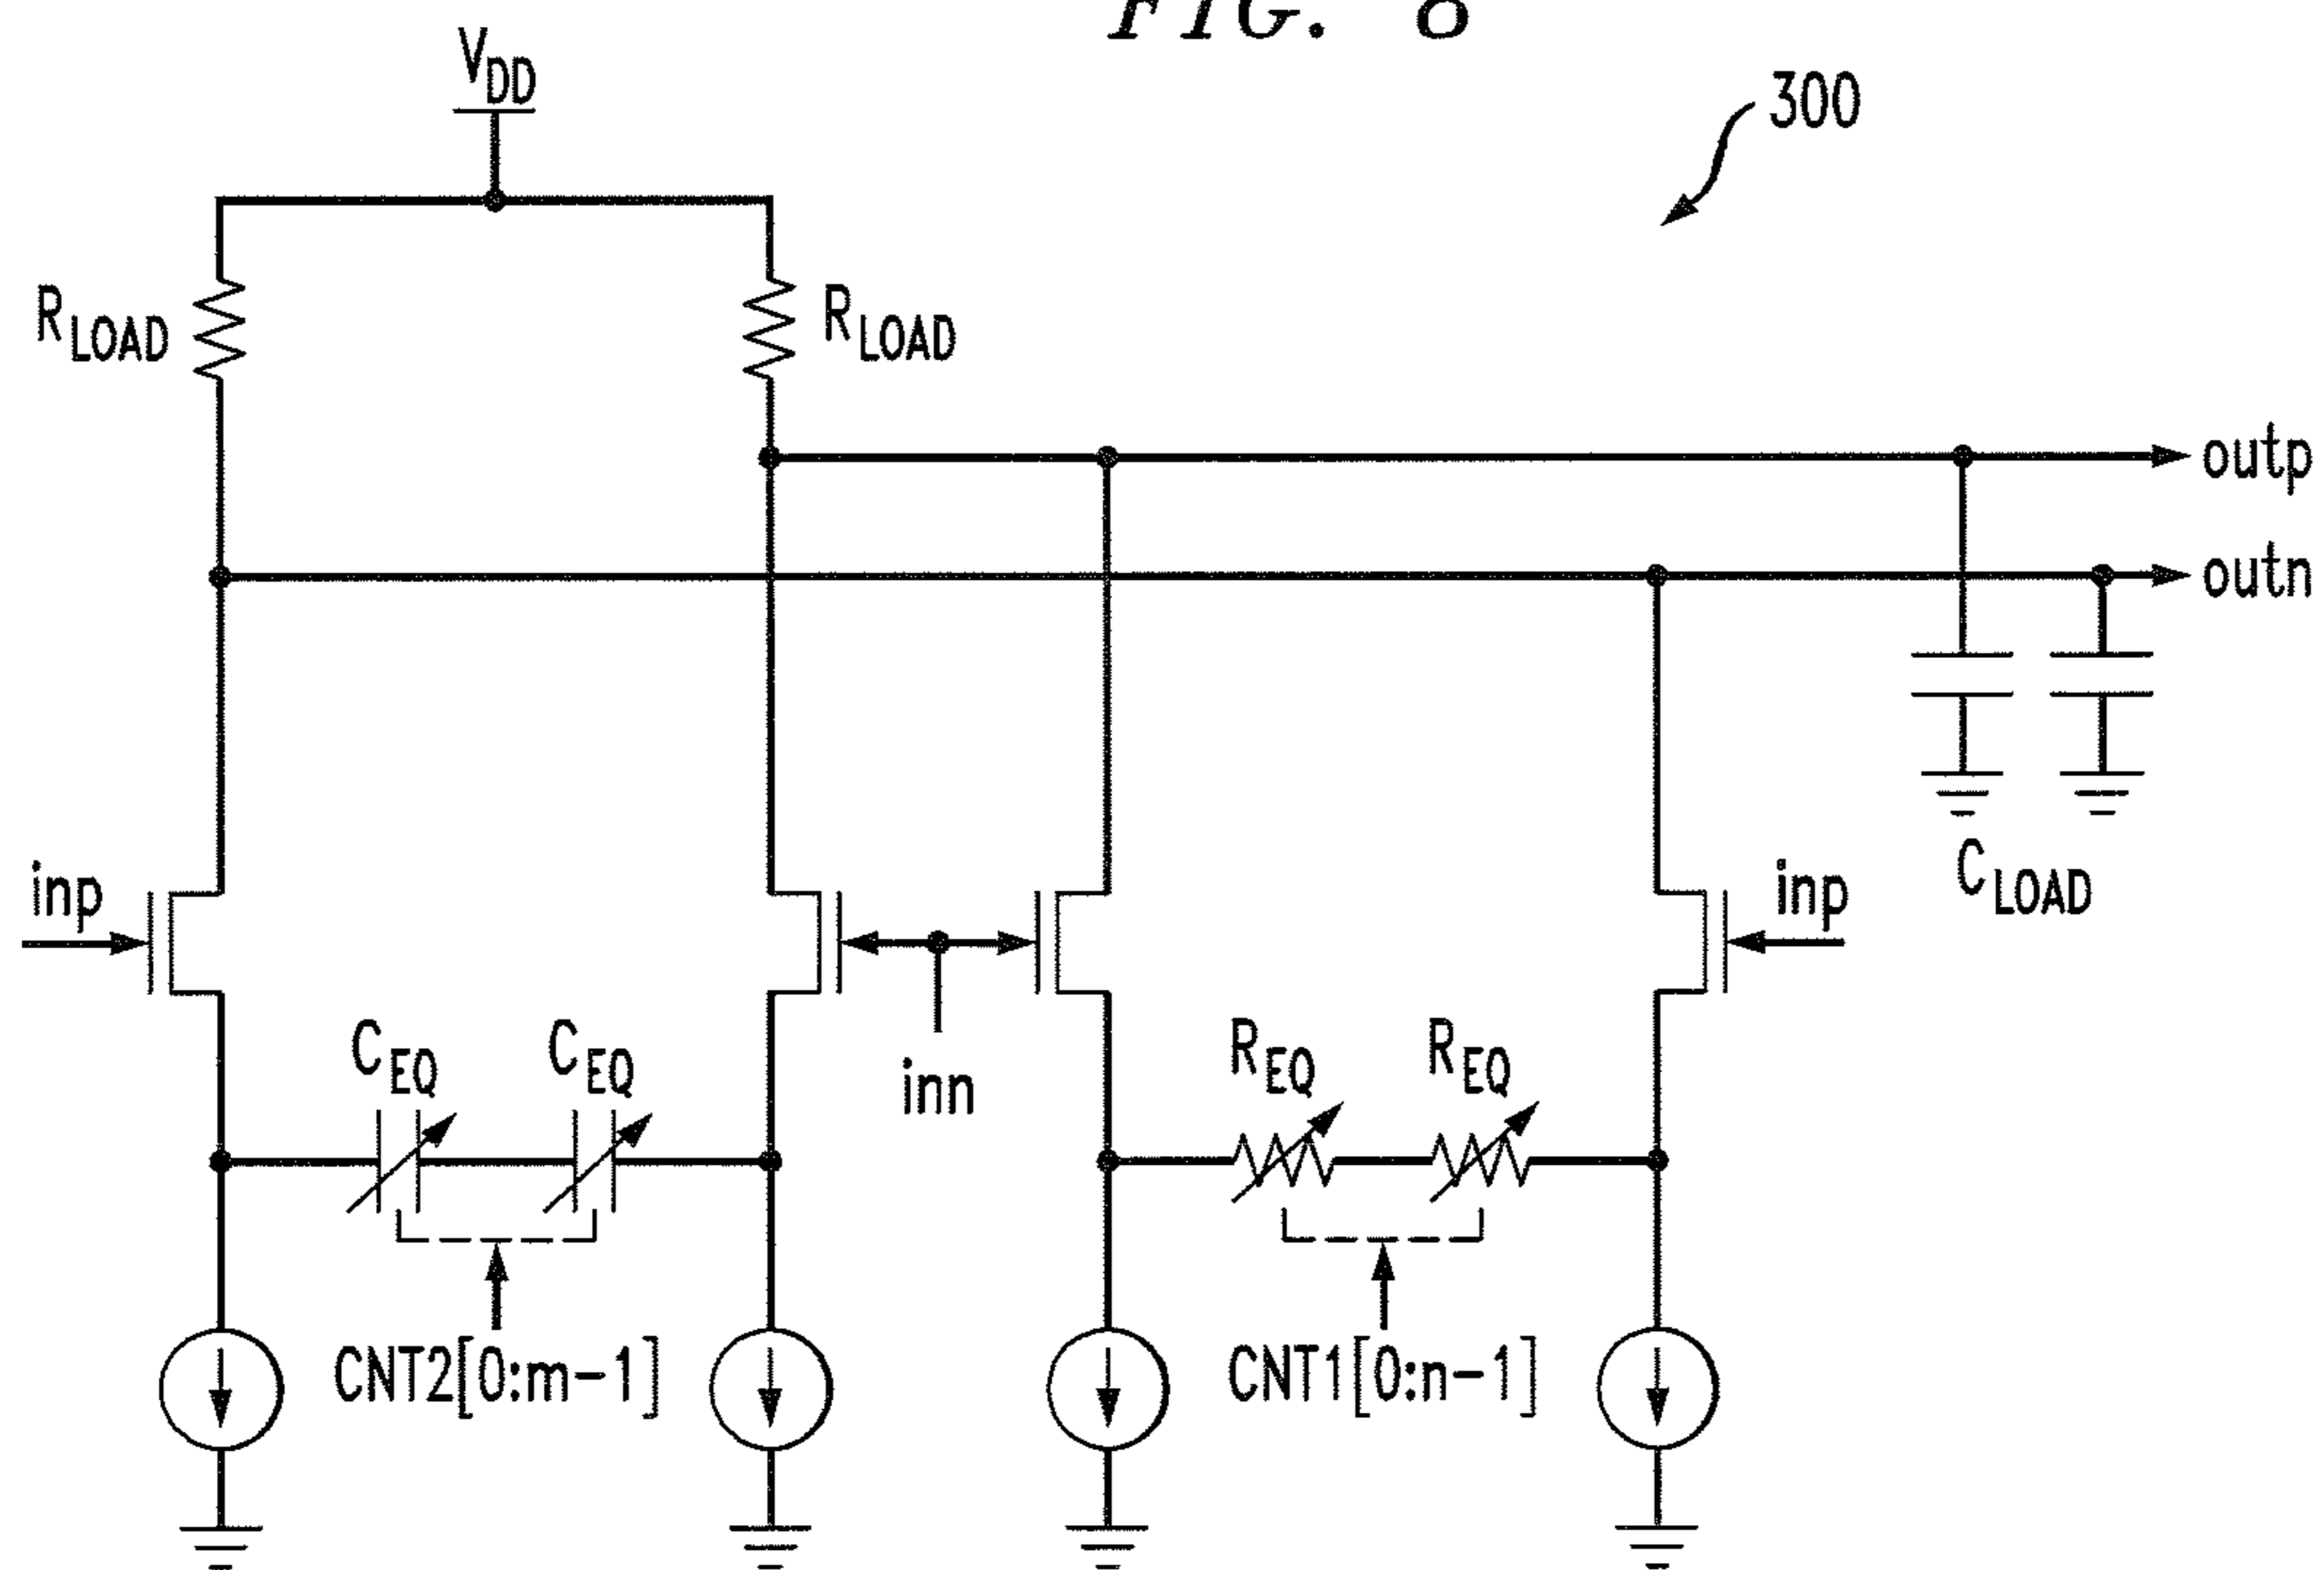 FIG. 8
VDD
300
RLOAD
RLOAD
outp
outn
inp
inp
CLOAD
CEQ
CEQ
inn
REQ
REQ
CNT2[0:m-1]
CNT1[0:n-1]